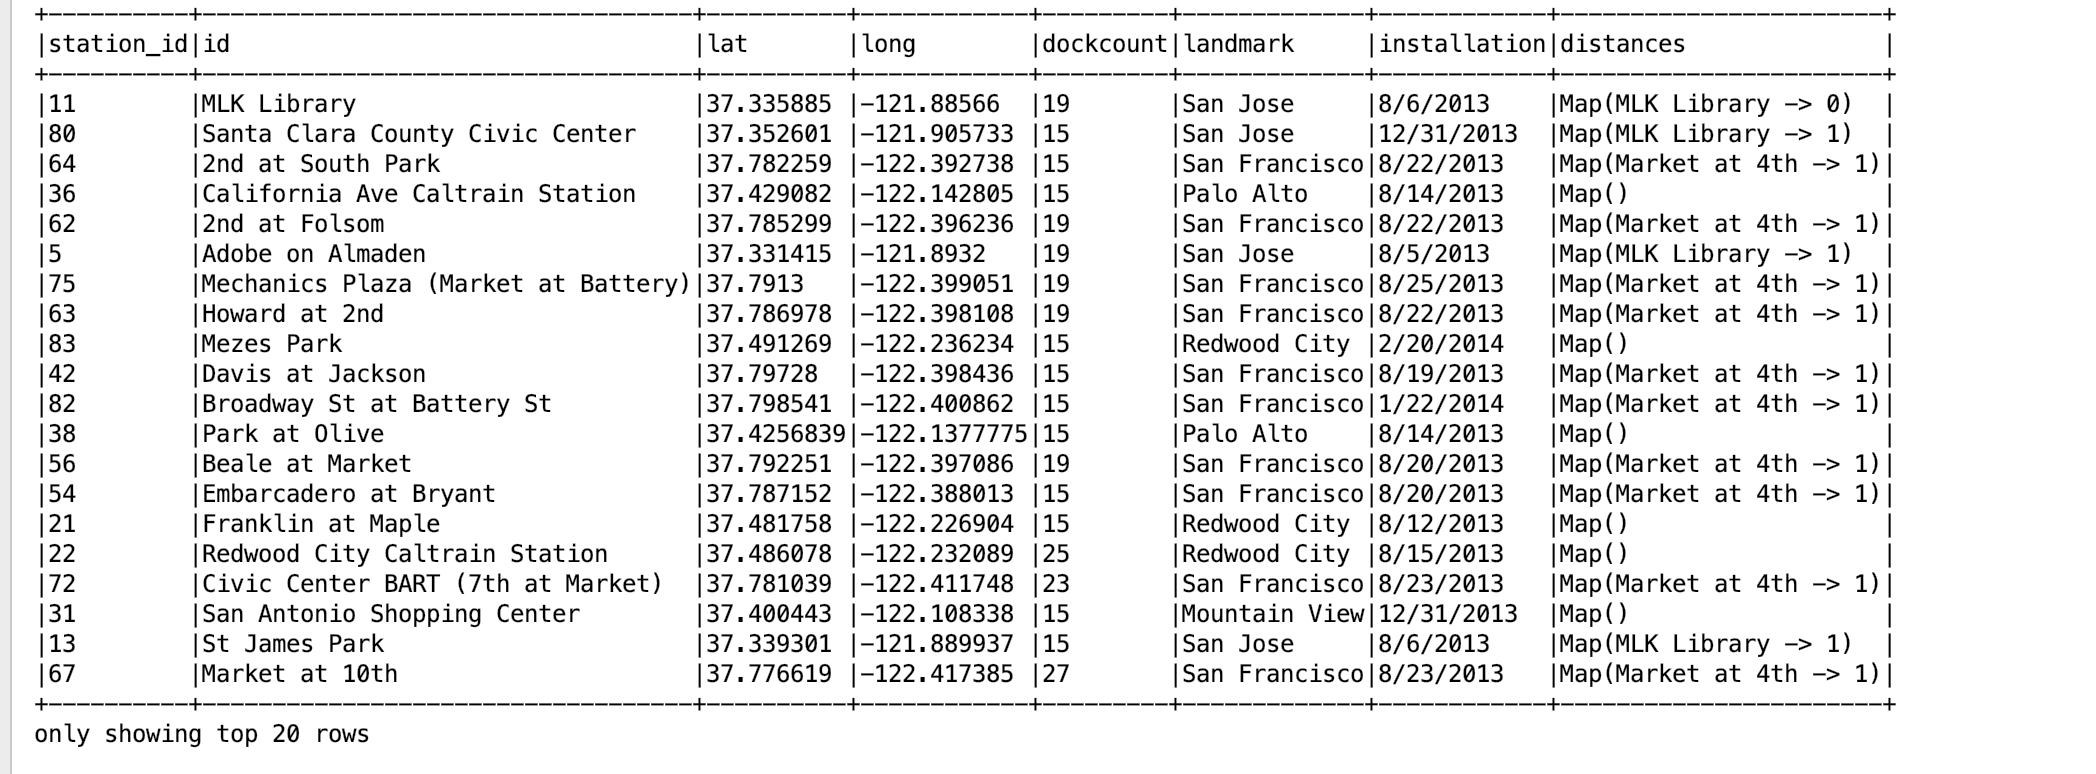 +----------+-------------------------------------+----------+------------+---------+-------------+------------+-----------------------+
|station_id|id                                   |lat       |long        |dockcount|landmark     |installation|distances              |
+----------+-------------------------------------+----------+------------+---------+-------------+------------+-----------------------+
|11        |MLK Library                          |37.335885 |-121.88566  |19       |San Jose     |8/6/2013    |Map(MLK Library -> 0)  |
|80        |Santa Clara County Civic Center      |37.352601 |-121.905733 |15       |San Jose     |12/31/2013  |Map(MLK Library -> 1)  |
|64        |2nd at South Park                    |37.782259 |-122.392738 |15       |San Francisco|8/22/2013   |Map(Market at 4th -> 1)|
|36        |California Ave Caltrain Station      |37.429082 |-122.142805 |15       |Palo Alto    |8/14/2013   |Map()                  |
|62        |2nd at Folsom                        |37.785299 |-122.396236 |19       |San Francisco|8/22/2013   |Map(Market at 4th -> 1)|
|5         |Adobe on Almaden                     |37.331415 |-121.8932   |19       |San Jose     |8/5/2013    |Map(MLK Library -> 1)  |
|75        |Mechanics Plaza (Market at Battery)|37.7913   |-122.399051 |19       |San Francisco|8/25/2013   |Map(Market at 4th -> 1)|
|63        |Howard at 2nd                        |37.786978 |-122.398108 |19       |San Francisco|8/22/2013   |Map(Market at 4th -> 1)|
|83        |Mezes Park                           |37.491269 |-122.236234 |15       |Redwood City |2/20/2014   |Map()                  |
|42        |Davis at Jackson                     |37.79728  |-122.398436 |15       |San Francisco|8/19/2013   |Map(Market at 4th -> 1)|
|82        |Broadway St at Battery St            |37.798541 |-122.400862 |15       |San Francisco|1/22/2014   |Map(Market at 4th -> 1)|
|38        |Park at Olive                        |37.4256839|-122.1377775|15       |Palo Alto    |8/14/2013   |Map()                  |
|56        |Beale at Market                      |37.792251 |-122.397086 |19       |San Francisco|8/20/2013   |Map(Market at 4th -> 1)|
|54        |Embarcadero at Bryant                |37.787152 |-122.388013 |15       |San Francisco|8/20/2013   |Map(Market at 4th -> 1)|
|21        |Franklin at Maple                    |37.481758 |-122.226904 |15       |Redwood City |8/12/2013   |Map()                  |
|22        |Redwood City Caltrain Station        |37.486078 |-122.232089 |25       |Redwood City |8/15/2013   |Map()                  |
|72        |Civic Center BART (7th at Market)    |37.781039 |-122.411748 |23       |San Francisco|8/23/2013   |Map(Market at 4th -> 1)|
|31        |San Antonio Shopping Center          |37.400443 |-122.108338 |15       |Mountain View|12/31/2013  |Map()                  |
|13        |St James Park                        |37.339301 |-121.889937 |15       |San Jose     |8/6/2013    |Map(MLK Library -> 1)  |
|67        |Market at 10th                       |37.776619 |-122.417385 |27       |San Francisco|8/23/2013   |Map(Market at 4th -> 1)|
+----------+-------------------------------------+----------+------------+---------+-------------+------------+-----------------------+
only showing top 20 rows